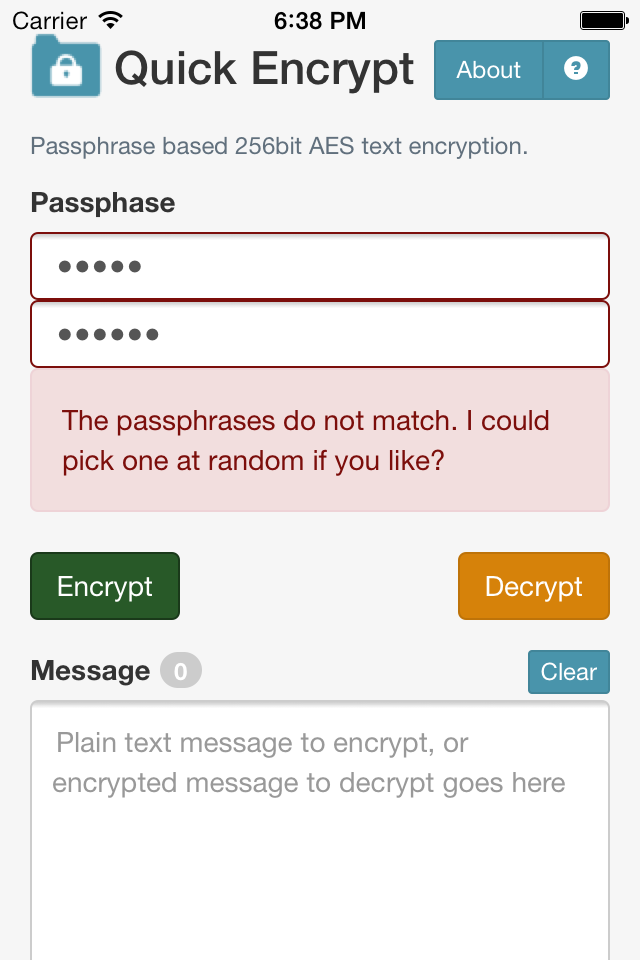 Carrier 6:38 PM
Quick Encrypt About ?
Passphrase based 256bit AES text encryption.
Passphase
•••••
••••••
The passphrases do not match. I could
pick one at random if you like?
Encrypt Decrypt
Message 0 Clear
Plain text message to encrypt, or
encrypted message to decrypt goes here